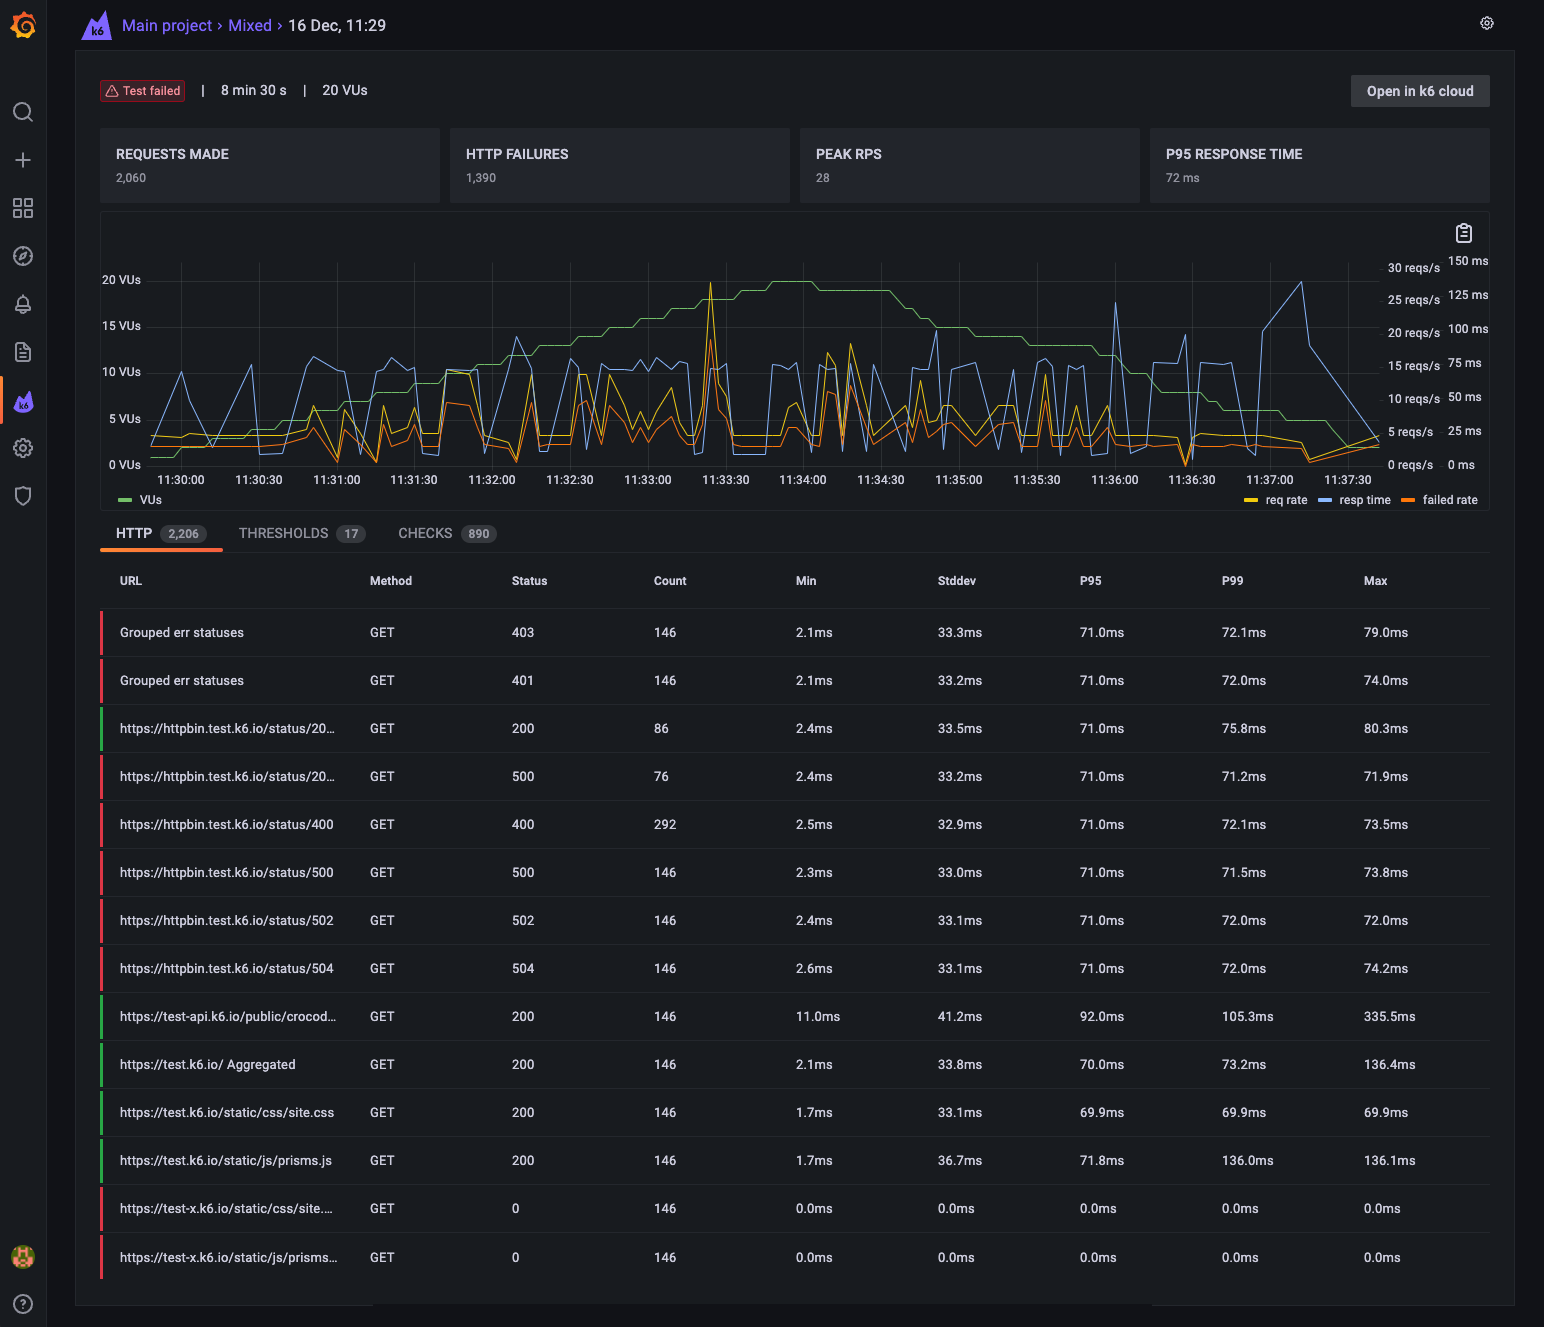 k6 Main project › Mixed › 16 Dec, 11:29
Test failed | 8 min 30 s | 20 VUs
Open in k6 cloud
REQUESTS MADE
2,060
HTTP FAILURES
1,390
PEAK RPS
28
P95 RESPONSE TIME
72 ms
20 VUs
15 VUs
10 VUs
5 VUs
0 VUs
30 reqs/s 150 ms
25 reqs/s 125 ms
20 reqs/s 100 ms
15 reqs/s 75 ms
10 reqs/s 50 ms
5 reqs/s 25 ms
0 reqs/s 0 ms
11:30:00 11:30:30 11:31:00 11:31:30 11:32:00 11:32:30 11:33:00 11:33:30 11:34:00 11:34:30 11:35:00 11:35:30 11:36:00 11:36:30 11:37:00 11:37:30
VUs req rate resp time failed rate
HTTP 2,206 THRESHOLDS 17 CHECKS 890
URL Method Status Count Min Stddev P95 P99 Max
Grouped err statuses GET 403 146 2.1ms 33.3ms 71.0ms 72.1ms 79.0ms
Grouped err statuses GET 401 146 2.1ms 33.2ms 71.0ms 72.0ms 74.0ms
https://httpbin.test.k6.io/status/20... GET 200 86 2.4ms 33.5ms 71.0ms 75.8ms 80.3ms
https://httpbin.test.k6.io/status/20... GET 500 76 2.4ms 33.2ms 71.0ms 71.2ms 71.9ms
https://httpbin.test.k6.io/status/400 GET 400 292 2.5ms 32.9ms 71.0ms 72.1ms 73.5ms
https://httpbin.test.k6.io/status/500 GET 500 146 2.3ms 33.0ms 71.0ms 71.5ms 73.8ms
https://httpbin.test.k6.io/status/502 GET 502 146 2.4ms 33.1ms 71.0ms 72.0ms 72.0ms
https://httpbin.test.k6.io/status/504 GET 504 146 2.6ms 33.1ms 71.0ms 72.0ms 74.2ms
https://test-api.k6.io/public/crocod... GET 200 146 11.0ms 41.2ms 92.0ms 105.3ms 335.5ms
https://test.k6.io/ Aggregated GET 200 146 2.1ms 33.8ms 70.0ms 73.2ms 136.4ms
https://test.k6.io/static/css/site.css GET 200 146 1.7ms 33.1ms 69.9ms 69.9ms 69.9ms
https://test.k6.io/static/js/prisms.js GET 200 146 1.7ms 36.7ms 71.8ms 136.0ms 136.1ms
https://test-x.k6.io/static/css/site.... GET 0 146 0.0ms 0.0ms 0.0ms 0.0ms 0.0ms
https://test-x.k6.io/static/js/prisms... GET 0 146 0.0ms 0.0ms 0.0ms 0.0ms 0.0ms
k6